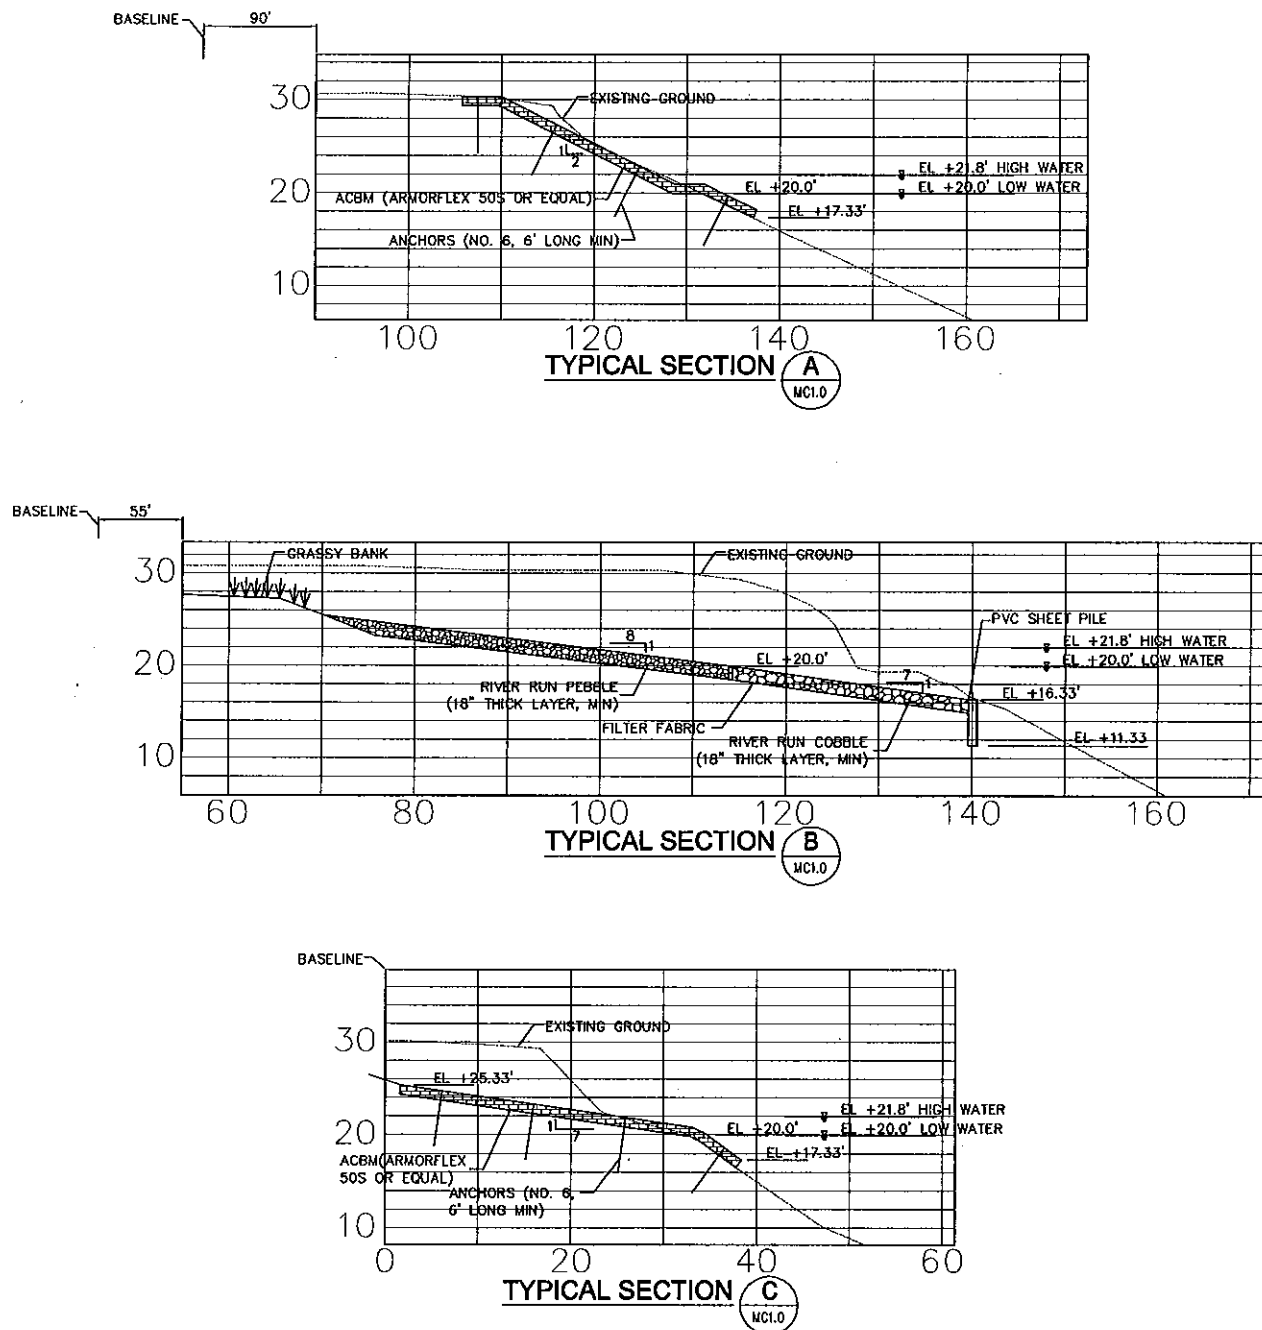 BASELINE
90'
30
EXISTING GROUND
1
2
EL +21.8' HIGH WATER
20
ACBM (ARMORFLEX 50S OR EQUAL)
EL +20.0'
EL +20.0' LOW WATER
EL +17.33'
ANCHORS (NO. 6, 6' LONG MIN)
10
100
120
140
160
TYPICAL SECTION
A
MC1.0
BASELINE
55'
30
GRASSY BANK
EXISTING GROUND
PVC SHEET PILE
8
1
EL +21.8' HIGH WATER
20
EL +20.0'
EL +20.0' LOW WATER
7
1
RIVER RUN PEBBLE
(18" THICK LAYER, MIN)
EL +16.33'
FILTER FABRIC
RIVER RUN COBBLE
(18" THICK LAYER, MIN)
EL +11.33
10
60
80
100
120
140
160
TYPICAL SECTION
B
MC1.0
BASELINE
30
EXISTING GROUND
EL +25.33'
EL +21.8' HIGH WATER
20
1
7
EL +20.0'
EL +20.0' LOW WATER
EL +17.33'
ACBM(ARMORFLEX
50S OR EQUAL)
ANCHORS (NO. 6,
6' LONG MIN)
10
0
20
40
60
TYPICAL SECTION
C
MC1.0